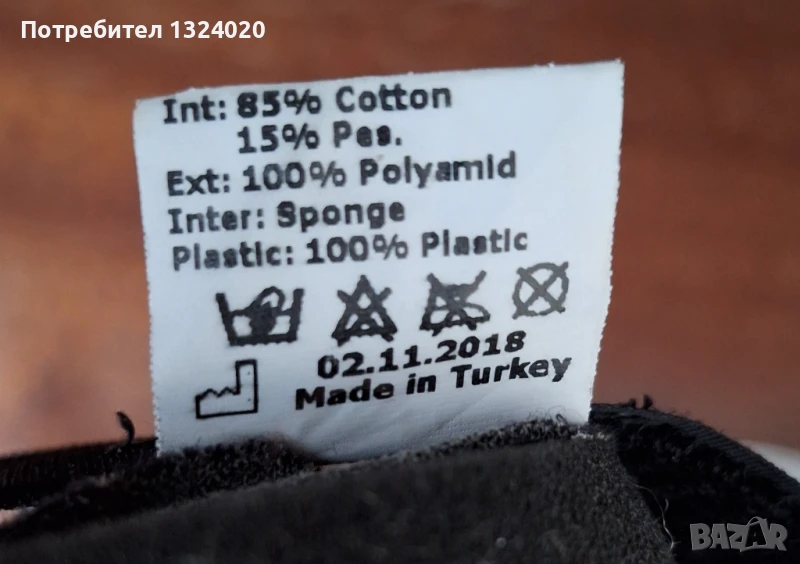 Потребител 1324020
Int: 85% Cotton
15% Pes.
Ext: 100% Polyamid
Inter: Sponge
Plastic: 100% Plastic
02.11.2018
Made in Turkey
BAZAR